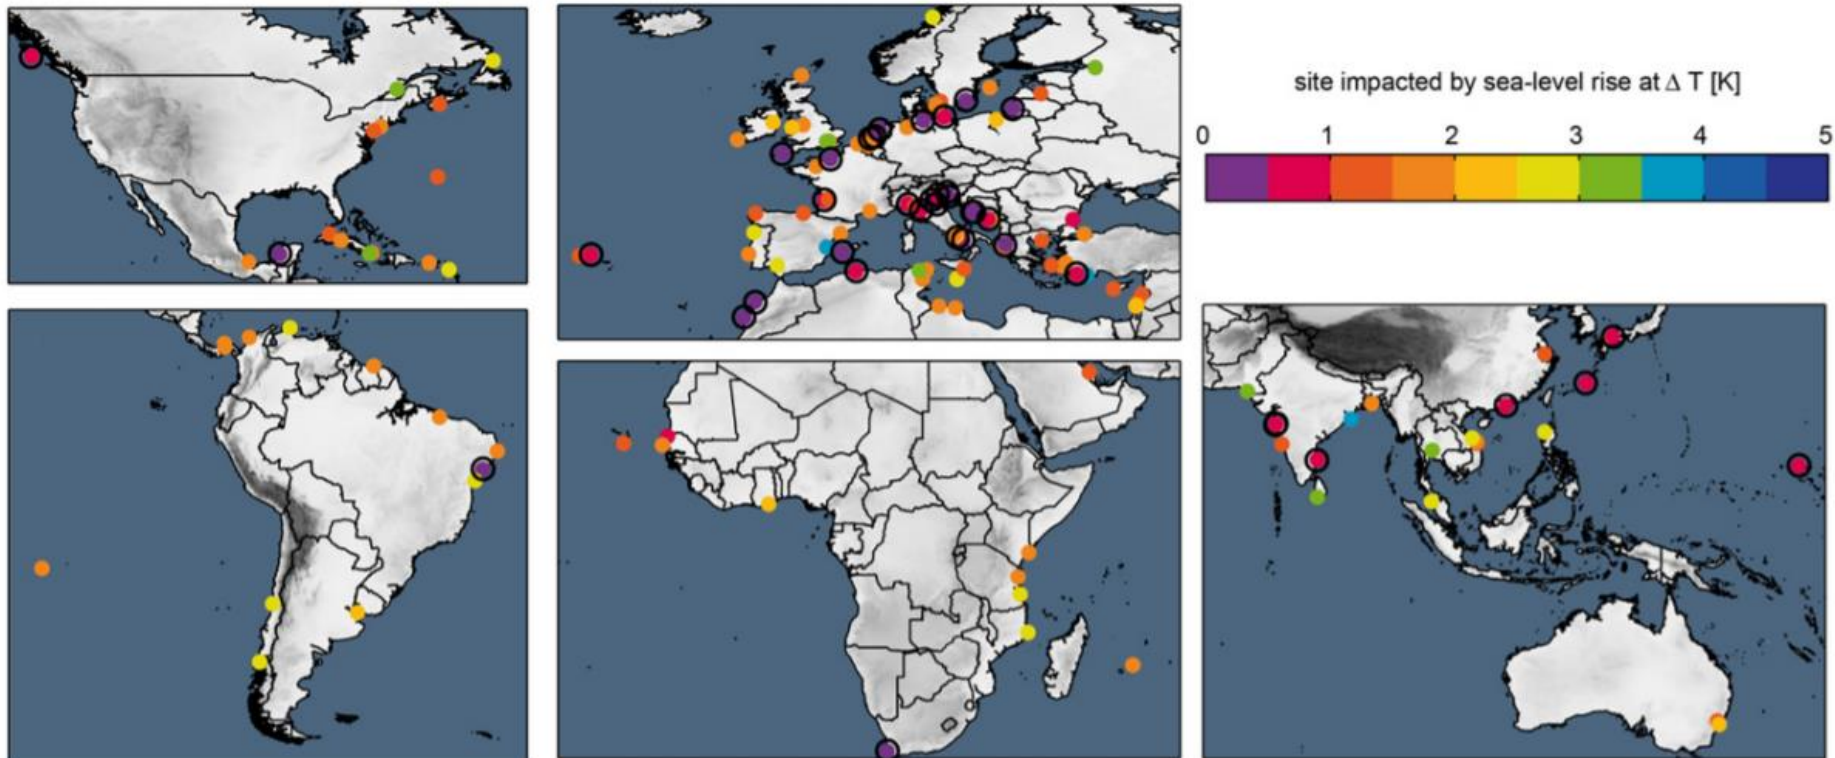 site impacted by sea-level rise at Δ T [K]
0 1 2 3 4 5